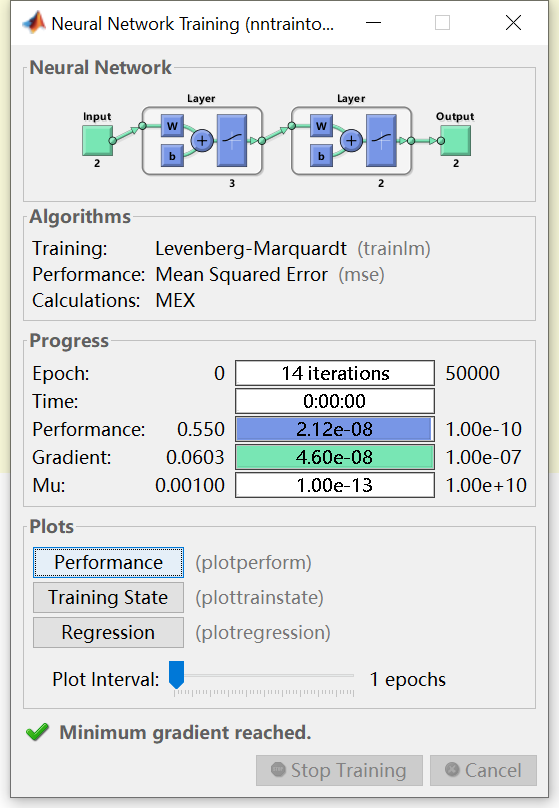 Neural Network Training (nntrainto...
Neural Network
Layer Layer
Input Output
W W
b b
+ +
2 2
3 2
Algorithms
Training: Levenberg-Marquardt (trainlm)
Performance: Mean Squared Error (mse)
Calculations: MEX
Progress
Epoch: 0 14 iterations 50000
Time: 0:00:00
Performance: 0.550 2.12e-08 1.00e-10
Gradient: 0.0603 4.60e-08 1.00e-07
Mu: 0.00100 1.00e-13 1.00e+10
Plots
Performance (plotperform)
Training State (plottrainstate)
Regression (plotregression)
Plot Interval: 1 epochs
Minimum gradient reached.
Stop Training Cancel